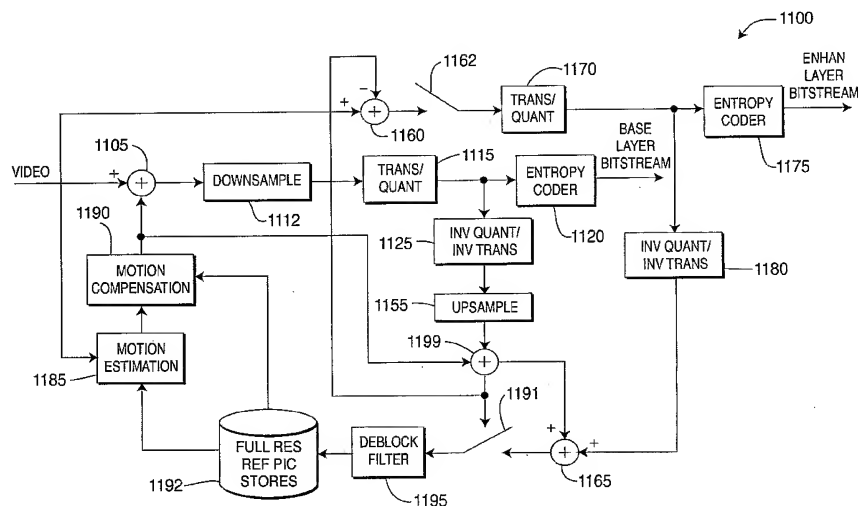 1100
ENHAN
LAYER
BITSTREAM
1162
1170
−
+
TRANS/
QUANT
ENTROPY
CODER
1160
1175
BASE
LAYER
BITSTREAM
1105
1115
VIDEO
+
DOWNSAMPLE
TRANS/
QUANT
ENTROPY
CODER
1112
1120
1190
1125
INV QUANT/
INV TRANS
INV QUANT/
INV TRANS
1180
MOTION
COMPENSATION
1155
UPSAMPLE
1199
MOTION
ESTIMATION
1185
1191
FULL RES
REF PIC
STORES
1192
DEBLOCK
FILTER
1195
+
+
1165